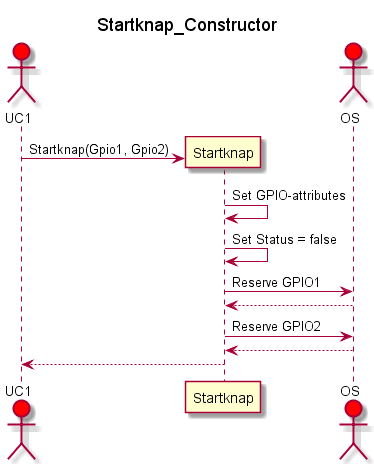 Startknap_Constructor
UC1
OS
Startknap(Gpio1, Gpio2)
Startknap
Set GPIO-attributes
Set Status = false
Reserve GPIO1
Reserve GPIO2
UC1
Startknap
OS